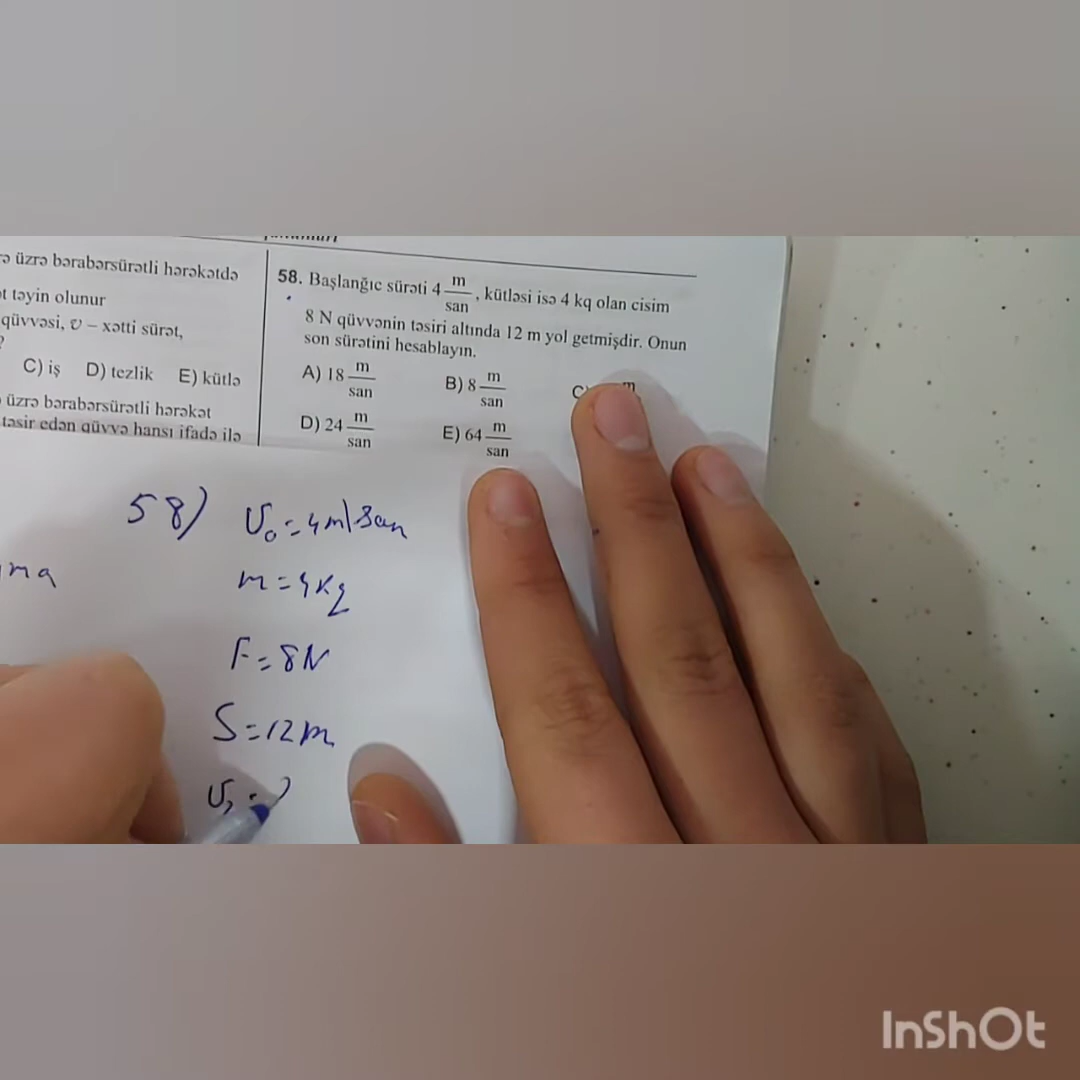 ə üzrə bərabərsürətli hərəkətdə
ət təyin olunur
qüvvəsi, υ – xətti sürət,
?
C) iş D) tezlik E) kütlə
üzrə bərabərsürətli hərəkət
təsir edən qüvvə hansı ifadə ilə
58. Başlanğıc sürəti 4 m/san, kütləsi isə 4 kq olan cisim
8 N qüvvənin təsiri altında 12 m yol getmişdir. Onun
son sürətini hesablayın.
A) 18 m/san B) 8 m/san C) m
D) 24 m/san E) 64 m/san
58) υ₀=4m/san
ma
m=4kq
F=8N
S=12m
InShOt